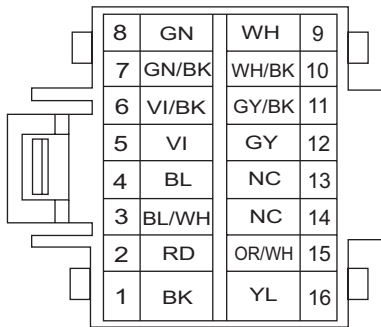 8 GN WH 9
7 GN/BK WH/BK 10
6 VI/BK GY/BK 11
5 VI GY 12
4 BL NC 13
3 BL/WH NC 14
2 RD OR/WH 15
1 BK YL 16